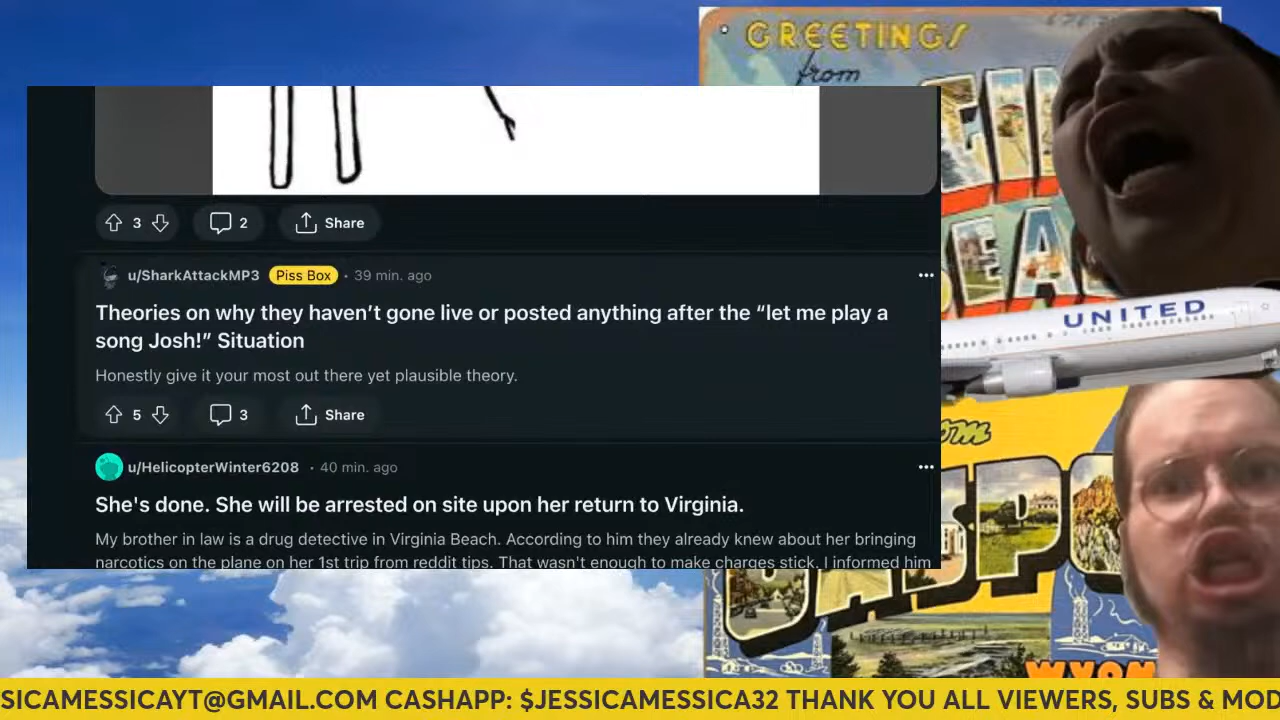 GREETINGS
from
3
2
Share
u/SharkAttackMP3 Piss Box · 39 min. ago
Theories on why they haven’t gone live or posted anything after the “let me play a
song Josh!” Situation
Honestly give it your most out there yet plausible theory.
UNITED
5
3
Share
u/HelicopterWinter6208 · 40 min. ago
She's done. She will be arrested on site upon her return to Virginia.
My brother in law is a drug detective in Virginia Beach. According to him they already knew about her bringing
narcotics on the plane on her 1st trip from reddit tips. That wasn't enough to make charges stick. I informed him
SICAMESSICAYT@GMAIL.COM CASHAPP: $JESSICAMESSICA32 THANK YOU ALL VIEWERS, SUBS & MOD